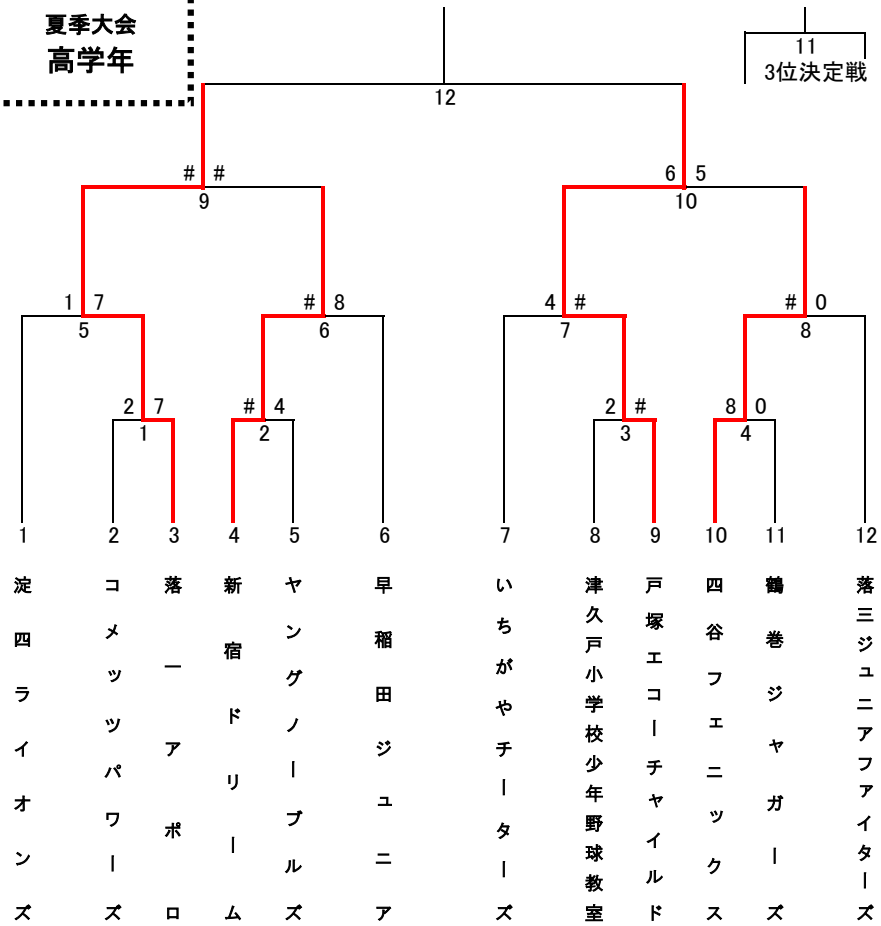 夏季大会
高学年
11
3位決定戦
12
# #
9
6 5
10
1 7
5
# 8
6
4 #
7
# 0
8
2 7
1
# 4
2
2 #
3
8 0
4
1 2 3 4 5 6 7 8 9 10 11 12
淀四ライオンズ
コメッツパワーズ
落一アポロ
新宿ドリーム
ヤングノーブルズ
早稲田ジュニア
いちがやチーターズ
津久戸小学校少年野球教室
戸塚エコーチャイルド
四谷フェニックス
鶴巻ジャガーズ
落三ジュニアファイターズ